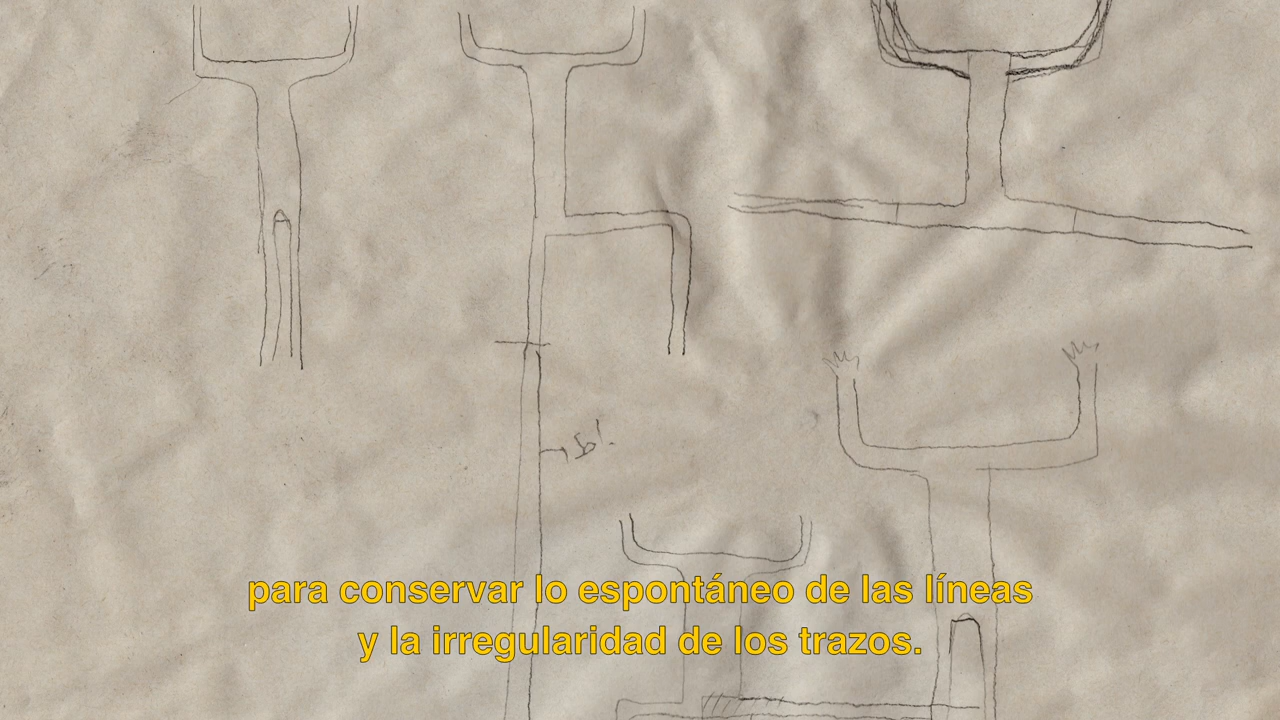 para conservar lo espontáneo de las líneas
y la irregularidad de los trazos.